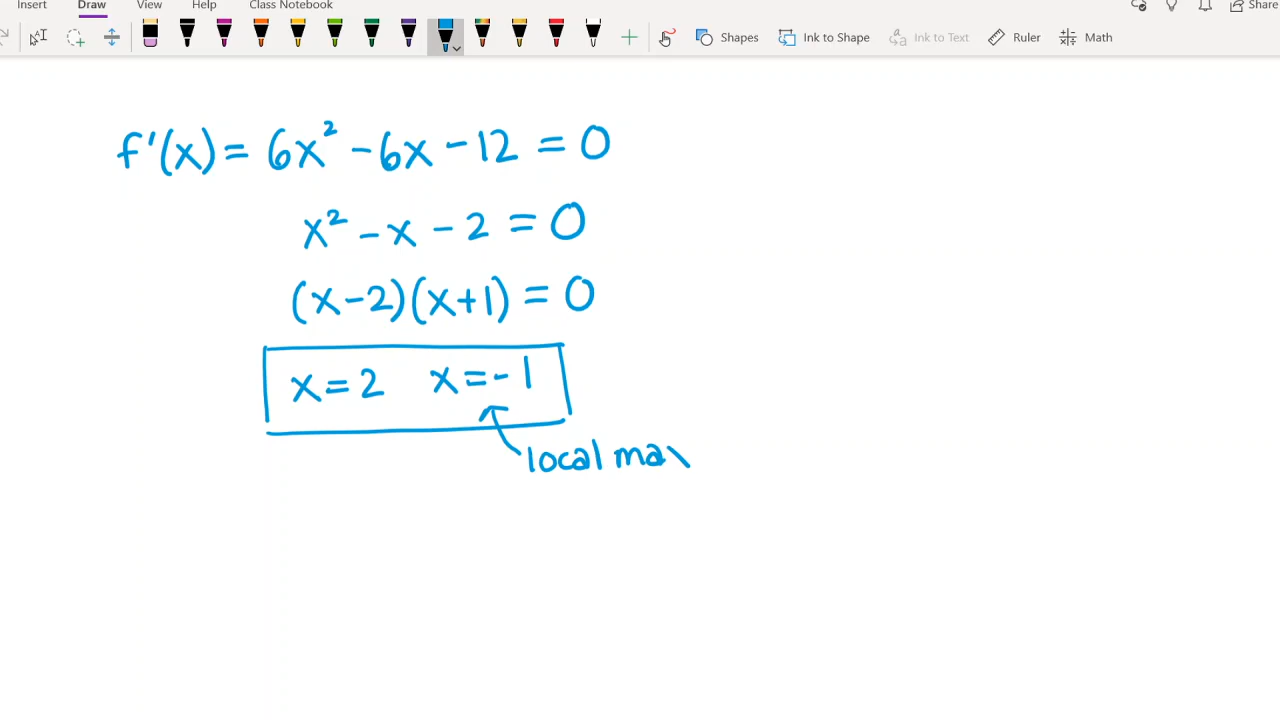 Insert Draw View Help Class Notebook Share
Shapes Ink to Shape Ink to Text Ruler Math
f'(x) = 6x² - 6x - 12 = 0
x² - x - 2 = 0
(x-2)(x+1) = 0
x = 2 x = -1
local max